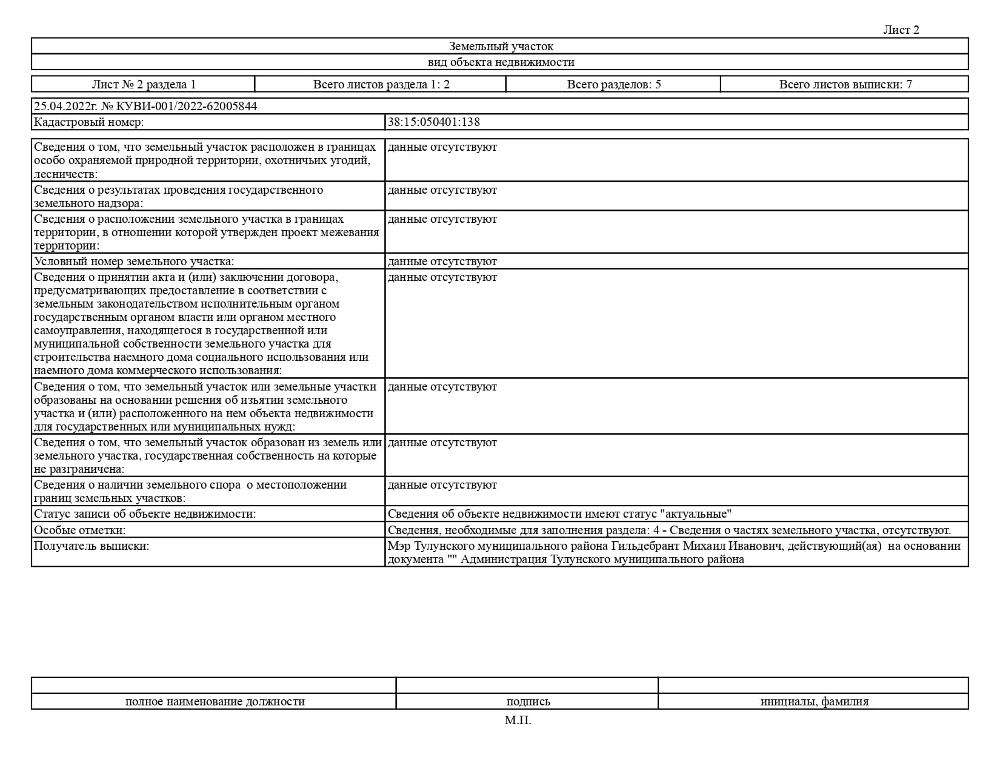 Лист 2
Земельный участок
вид объекта недвижимости
Лист № 2 раздела 1
Всего листов раздела 1: 2
Всего разделов: 5
Всего листов выписки: 7
25.04.2022г. № КУВИ-001/2022-62005844
Кадастровый номер:
38:15:050401:138
Сведения о том, что земельный участок расположен в границах
особо охраняемой природной территории, охотничьих угодий,
лесничеств:
данные отсутствуют
Сведения о результатах проведения государственного
земельного надзора:
данные отсутствуют
Сведения о расположении земельного участка в границах
территории, в отношении которой утвержден проект межевания
территории:
данные отсутствуют
Условный номер земельного участка:
данные отсутствуют
Сведения о принятии акта и (или) заключении договора,
предусматривающих предоставление в соответствии с
земельным законодательством исполнительным органом
государственным органом власти или органом местного
самоуправления, находящегося в государственной или
муниципальной собственности земельного участка для
строительства наемного дома социального использования или
наемного дома коммерческого использования:
данные отсутствуют
Сведения о том, что земельный участок или земельные участки
образованы на основании решения об изъятии земельного
участка и (или) расположенного на нем объекта недвижимости
для государственных или муниципальных нужд:
данные отсутствуют
Сведения о том, что земельный участок образован из земель или
земельного участка, государственная собственность на которые
не разграничена:
данные отсутствуют
Сведения о наличии земельного спора  о местоположении
границ земельных участков:
данные отсутствуют
Статус записи об объекте недвижимости:
Сведения об объекте недвижимости имеют статус "актуальные"
Особые отметки:
Сведения, необходимые для заполнения раздела: 4 - Сведения о частях земельного участка, отсутствуют.
Получатель выписки:
Мэр Тулунского муниципального района Гильдебрант Михаил Иванович, действующий(ая)  на основании
документа "" Администрация Тулунского муниципального района
полное наименование должности
подпись
инициалы, фамилия
М.П.